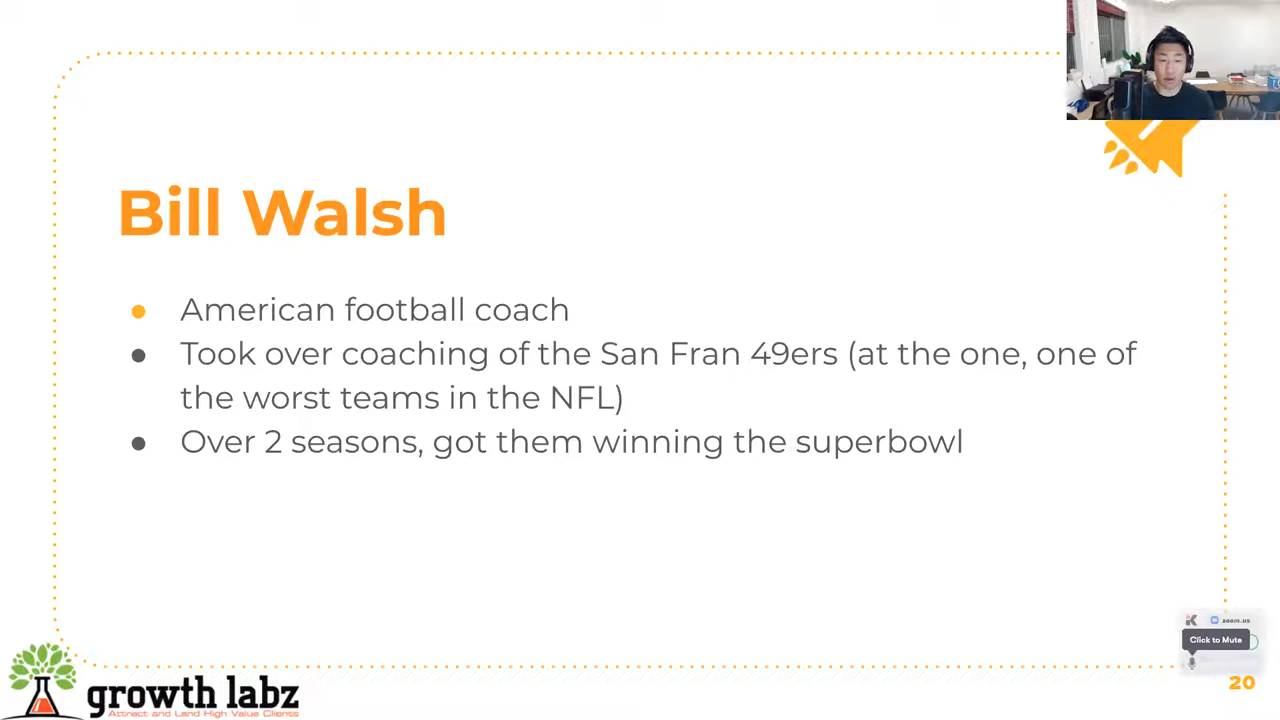 Bill Walsh
● American football coach
● Took over coaching of the San Fran 49ers (at the one, one of
the worst teams in the NFL)
● Over 2 seasons, got them winning the superbowl
zoom.us
Click to Mute
20
growth labz
Attract and Land High Value Clients